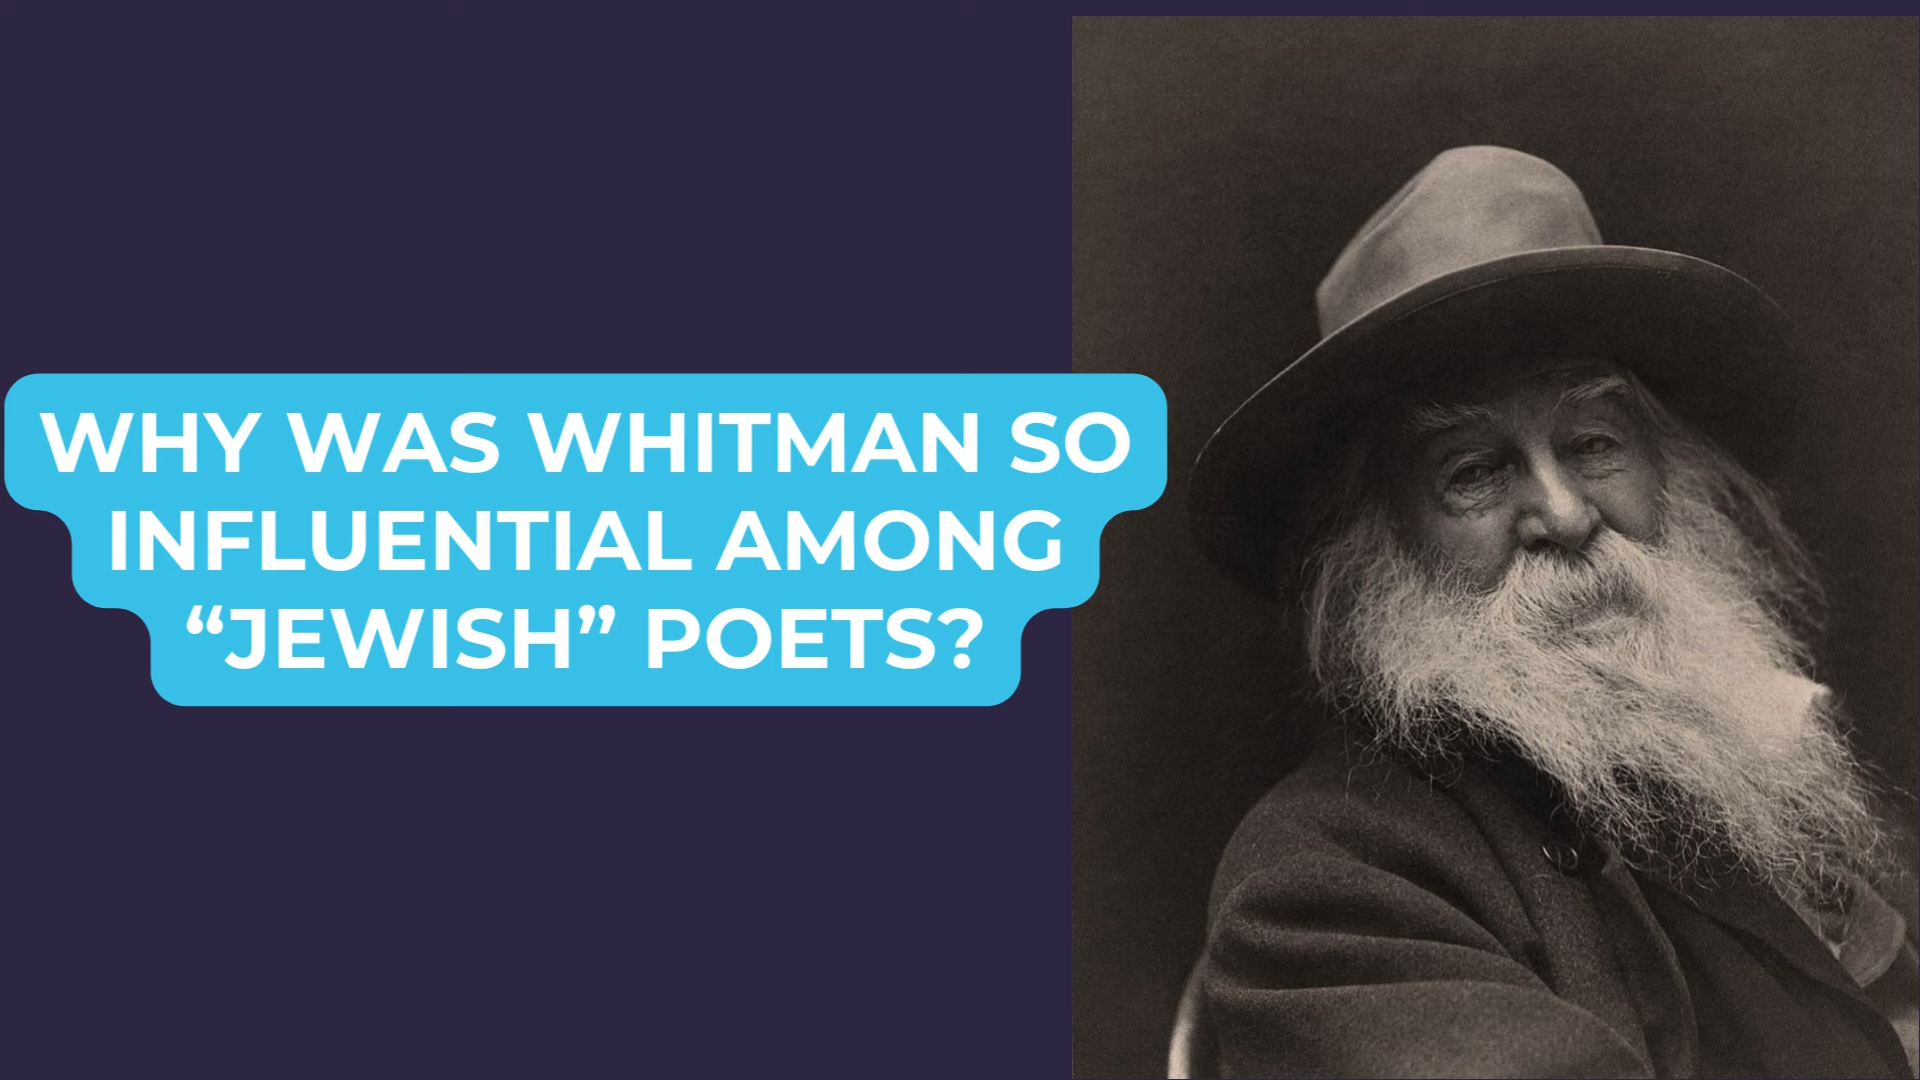 WHY WAS WHITMAN SO
INFLUENTIAL AMONG
“JEWISH” POETS?